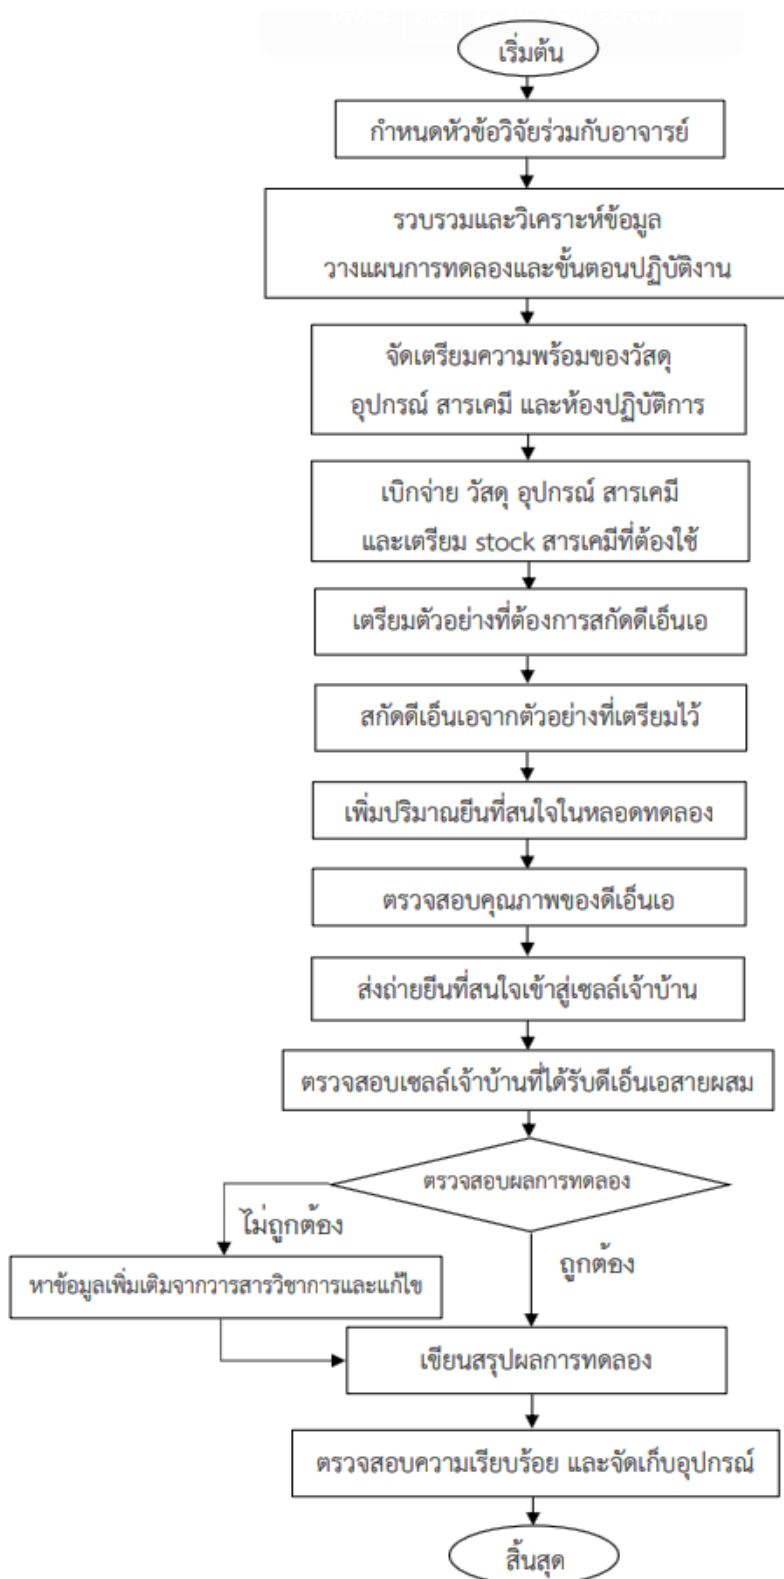 เริ่มต้น
กำหนดหัวข้อวิจัยร่วมกับอาจารย์
รวบรวมและวิเคราะห์ข้อมูล
วางแผนการทดลองและขั้นตอนปฏิบัติงาน
จัดเตรียมความพร้อมของวัสดุ
อุปกรณ์ สารเคมี และห้องปฏิบัติการ
เบิกจ่าย วัสดุ อุปกรณ์ สารเคมี
และเตรียม stock สารเคมีที่ต้องใช้
เตรียมตัวอย่างที่ต้องการสกัดดีเอ็นเอ
สกัดดีเอ็นเอจากตัวอย่างที่เตรียมไว้
เพิ่มปริมาณยีนที่สนใจในหลอดทดลอง
ตรวจสอบคุณภาพของดีเอ็นเอ
ส่งถ่ายยีนที่สนใจเข้าสู่เซลล์เจ้าบ้าน
ตรวจสอบเซลล์เจ้าบ้านที่ได้รับดีเอ็นเอสายผสม
ตรวจสอบผลการทดลอง
ไม่ถูกต้อง
ถูกต้อง
หาข้อมูลเพิ่มเติมจากวารสารวิชาการและแก้ไข
เขียนสรุปผลการทดลอง
ตรวจสอบความเรียบร้อย และจัดเก็บอุปกรณ์
สิ้นสุด